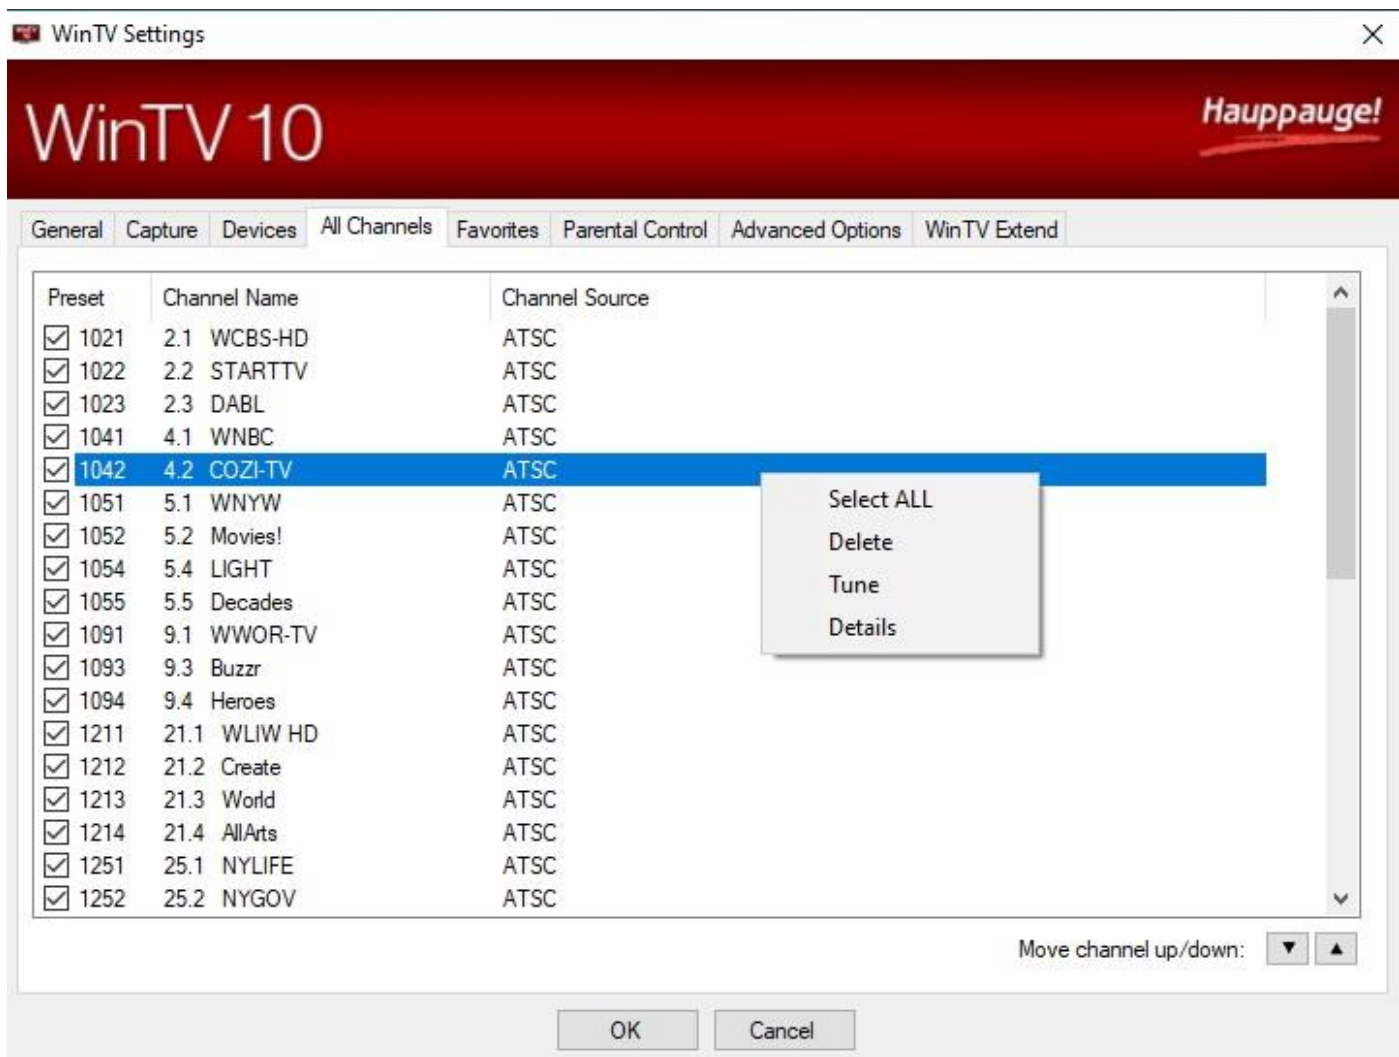 WinTV Settings
WinTV 10
Hauppauge!
General Capture Devices All Channels Favorites Parental Control Advanced Options WinTV Extend
Preset Channel Name Channel Source
1021 2.1 WCBS-HD ATSC
1022 2.2 STARTTV ATSC
1023 2.3 DABL ATSC
1041 4.1 WNBC ATSC
1042 4.2 COZI-TV ATSC
1051 5.1 WNYW ATSC
1052 5.2 Movies! ATSC
1054 5.4 LIGHT ATSC
1055 5.5 Decades ATSC
1091 9.1 WWOR-TV ATSC
1093 9.3 Buzzr ATSC
1094 9.4 Heroes ATSC
1211 21.1 WLIW HD ATSC
1212 21.2 Create ATSC
1213 21.3 World ATSC
1214 21.4 AllArts ATSC
1251 25.1 NYLIFE ATSC
1252 25.2 NYGOV ATSC
Select ALL
Delete
Tune
Details
Move channel up/down:
OK Cancel